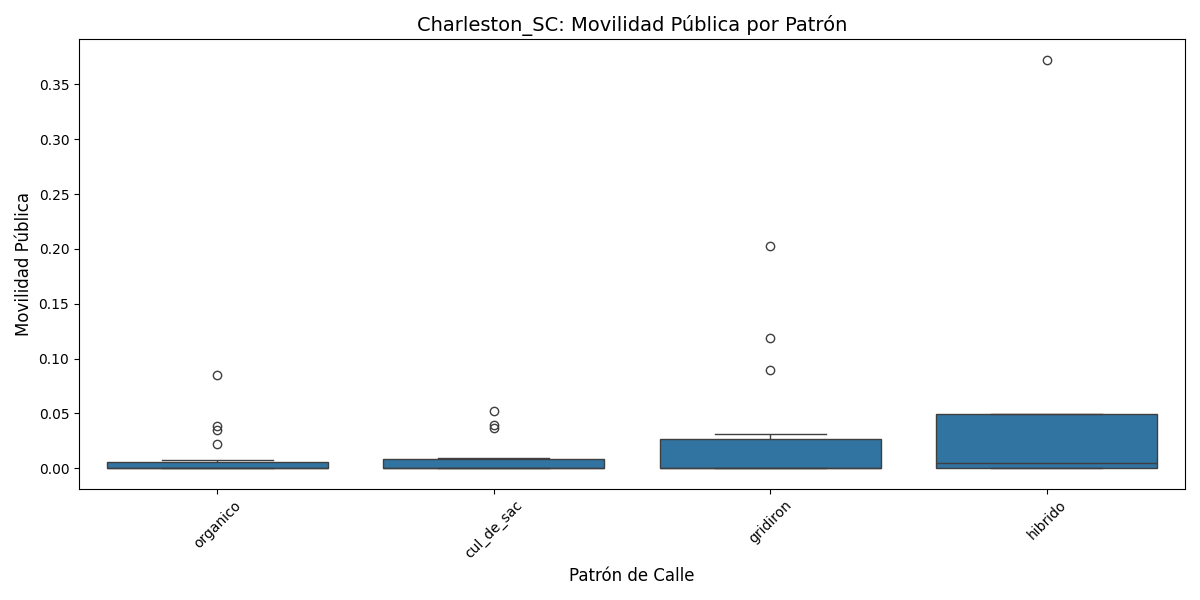 Charleston_SC: Movilidad Pública por Patrón
Movilidad Pública
0.35
0.30
0.25
0.20
0.15
0.10
0.05
0.00
organico
cul_de_sac
gridiron
hibrido
Patrón de Calle